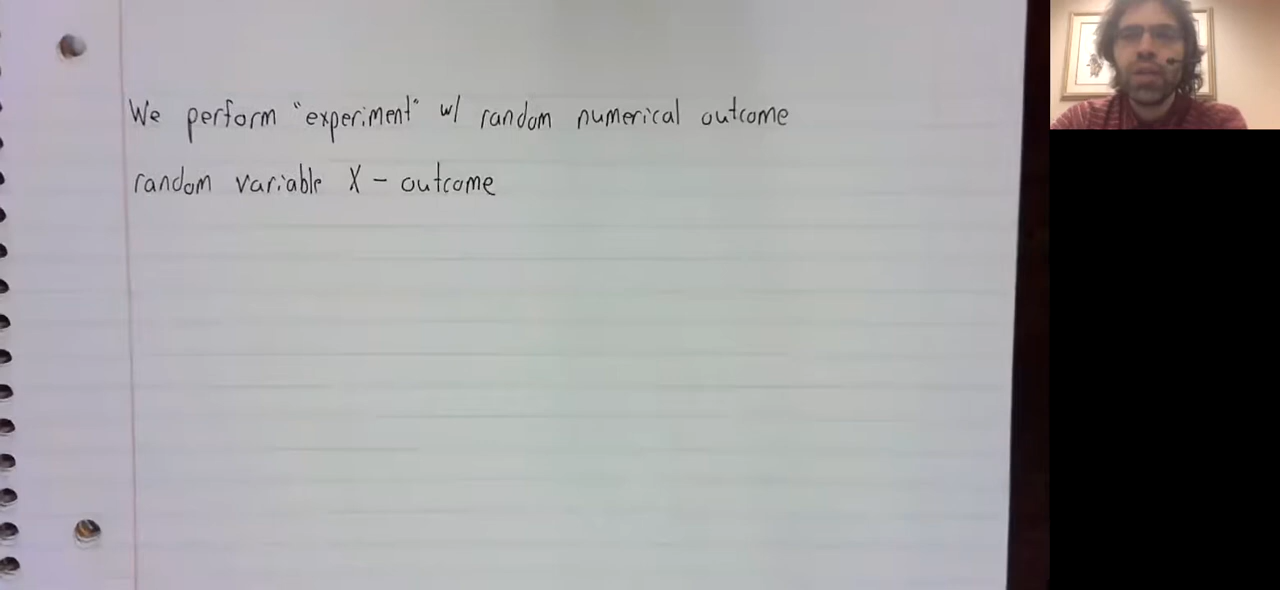 We perform "experiment" w/ random numerical outcome
random variable X - outcome